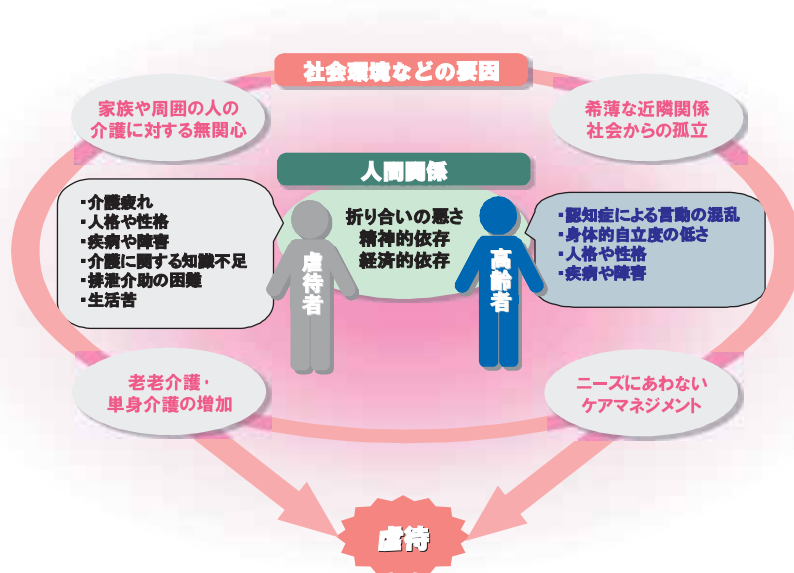 社会環境などの要因
家族や周囲の人の
介護に対する無関心
希薄な近隣関係
社会からの孤立
人間関係
・介護疲れ
・人格や性格
・疾病や障害
・介護に関する知識不足
・排泄介助の困難
・生活苦
折り合いの悪さ
精神的依存
経済的依存
虐待者
高齢者
・認知症による言動の混乱
・身体的自立度の低さ
・人格や性格
・疾病や障害
老老介護・
単身介護の増加
ニーズにあわない
ケアマネジメント
虐待